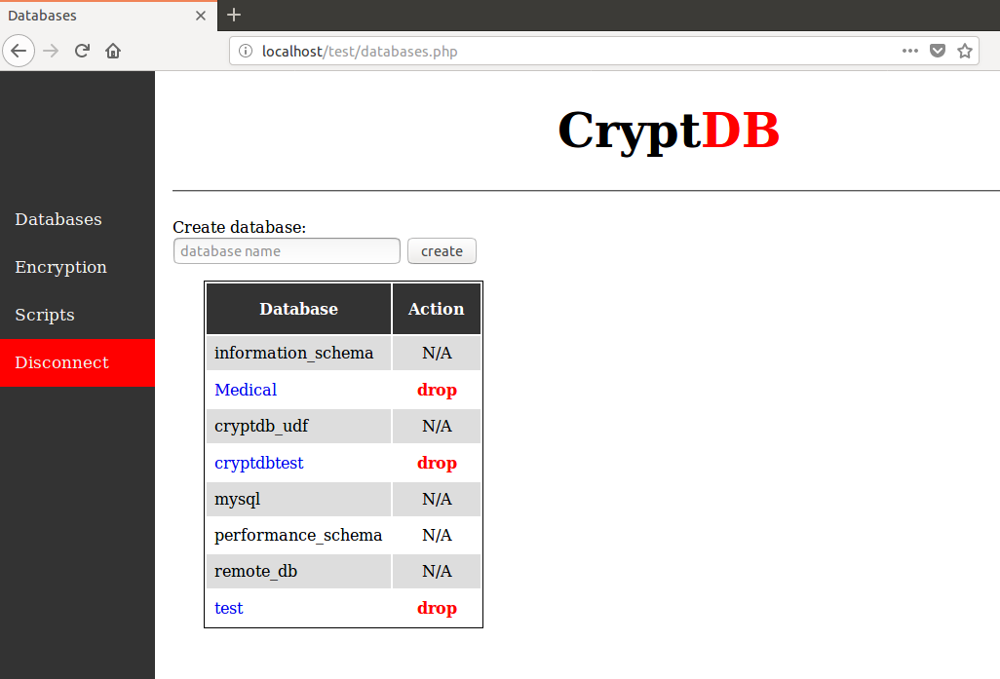 Databases
localhost/test/databases.php
CryptDB
Databases
Encryption
Scripts
Disconnect
Create database:
database name create
Database Action
information_schema N/A
Medical drop
cryptdb_udf N/A
cryptdbtest drop
mysql N/A
performance_schema N/A
remote_db N/A
test drop